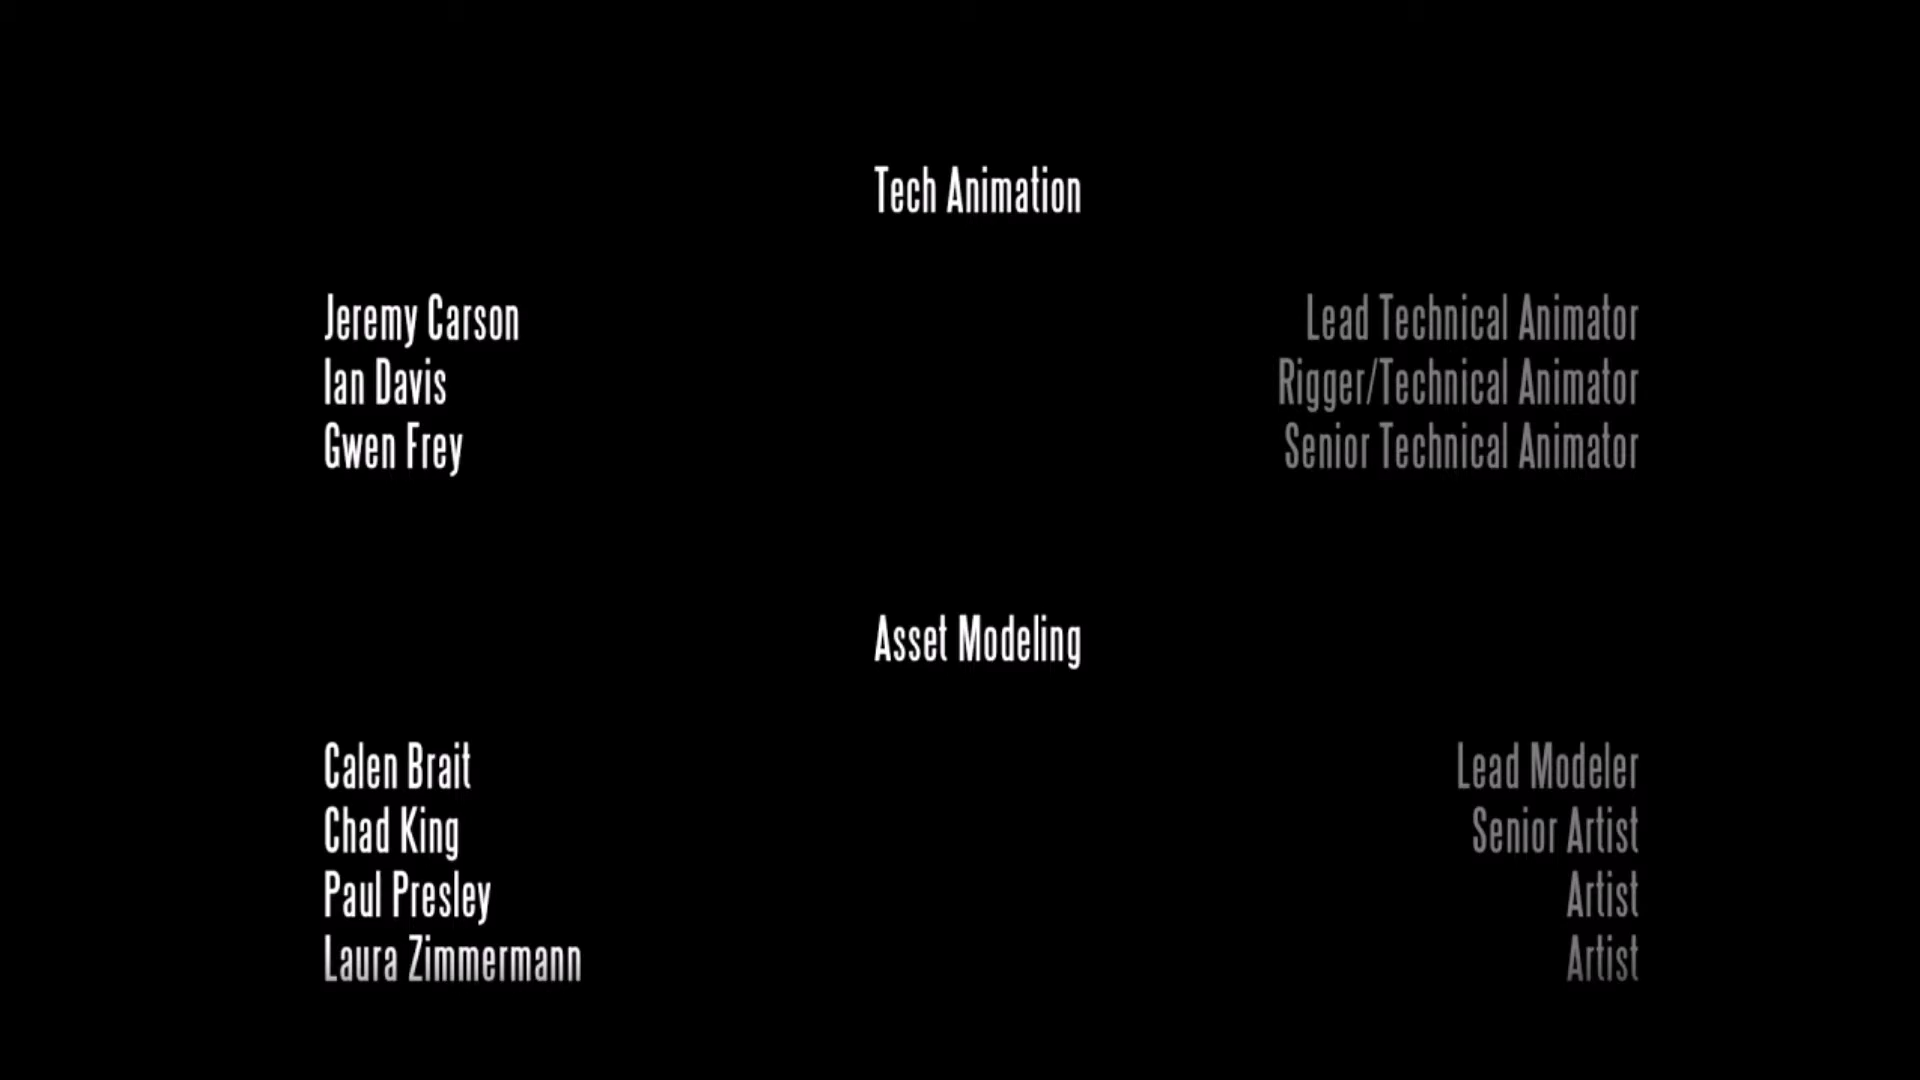 Tech Animation
Jeremy Carson Lead Technical Animator
Ian Davis Rigger/Technical Animator
Gwen Frey Senior Technical Animator
Asset Modeling
Calen Brait Lead Modeler
Chad King Senior Artist
Paul Presley Artist
Laura Zimmermann Artist